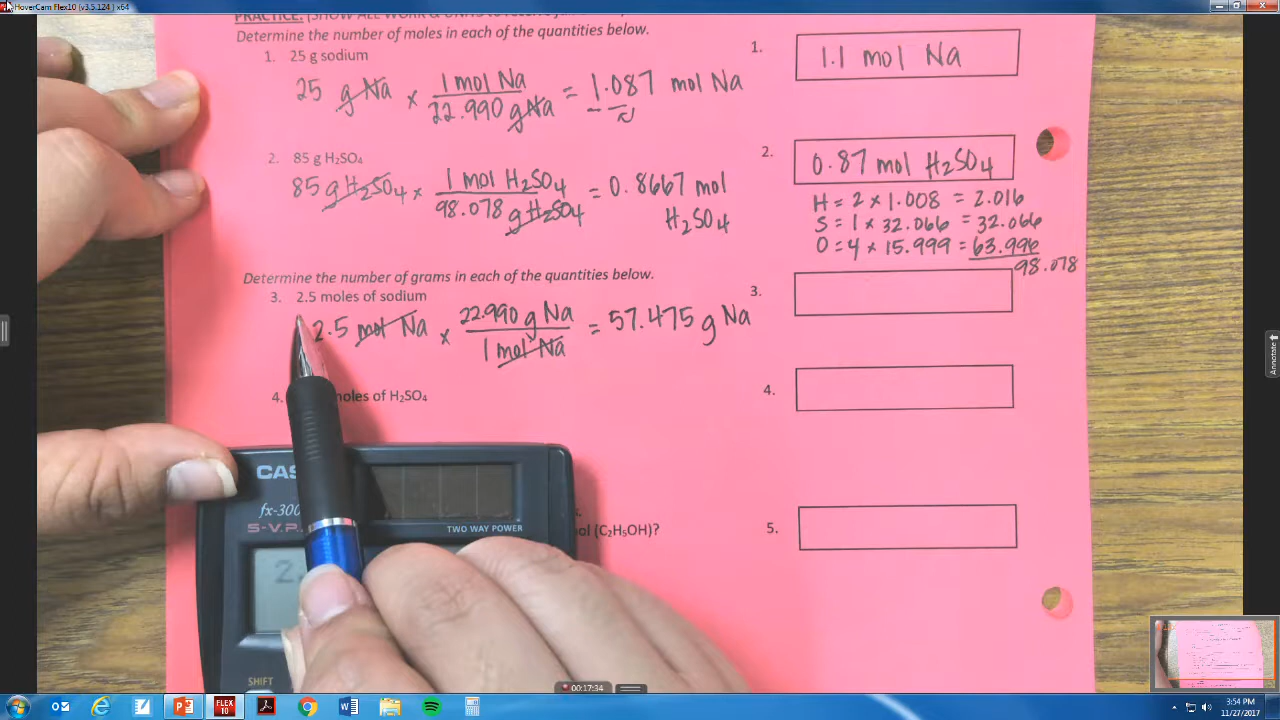 HoverCam Flex10 (v3.5.124) x64
Determine the number of moles in each of the quantities below.
1. 25 g sodium
25 g Na × 1 mol Na / 22.990 g Na = 1.087 mol Na
1. 1.1 mol Na
2. 85 g H₂SO₄
85 g H₂SO₄ × 1 mol H₂SO₄ / 98.078 g H₂SO₄ = 0.8667 mol
H₂SO₄
2. 0.87 mol H₂SO₄
H = 2 × 1.008 = 2.016
S = 1 × 32.066 = 32.066
O = 4 × 15.999 = 63.996
98.078
Determine the number of grams in each of the quantities below.
3. 2.5 moles of sodium
2.5 mol Na × 22.990 g Na / 1 mol Na = 57.475 g Na
3.
4. moles of H₂SO₄
4.
(C₂H₅OH)?
5.
TWO WAY POWER
SHIFT
Annotate
00:17:34
FLEX
10
3:54 PM
11/27/2017